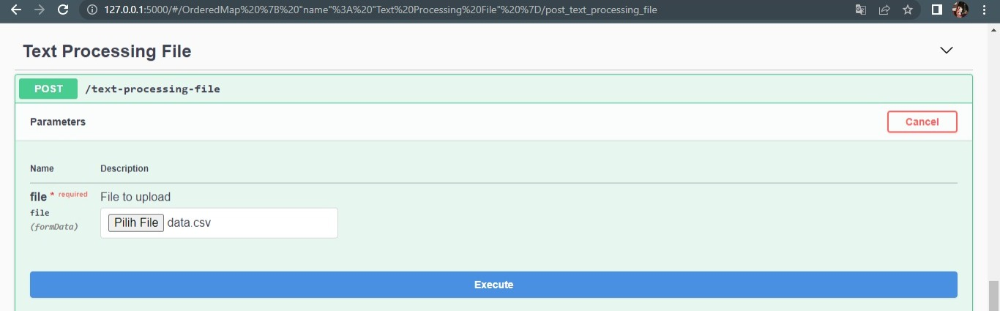 127.0.0.1:5000/#/OrderedMap%20%7B%20"name"%3A%20"Text%20Processing%20File"%20%7D/post_text_processing_file
Text Processing File
POST /text-processing-file
Parameters Cancel
Name Description
file * required File to upload
file
(formData)
Pilih File data.csv
Execute